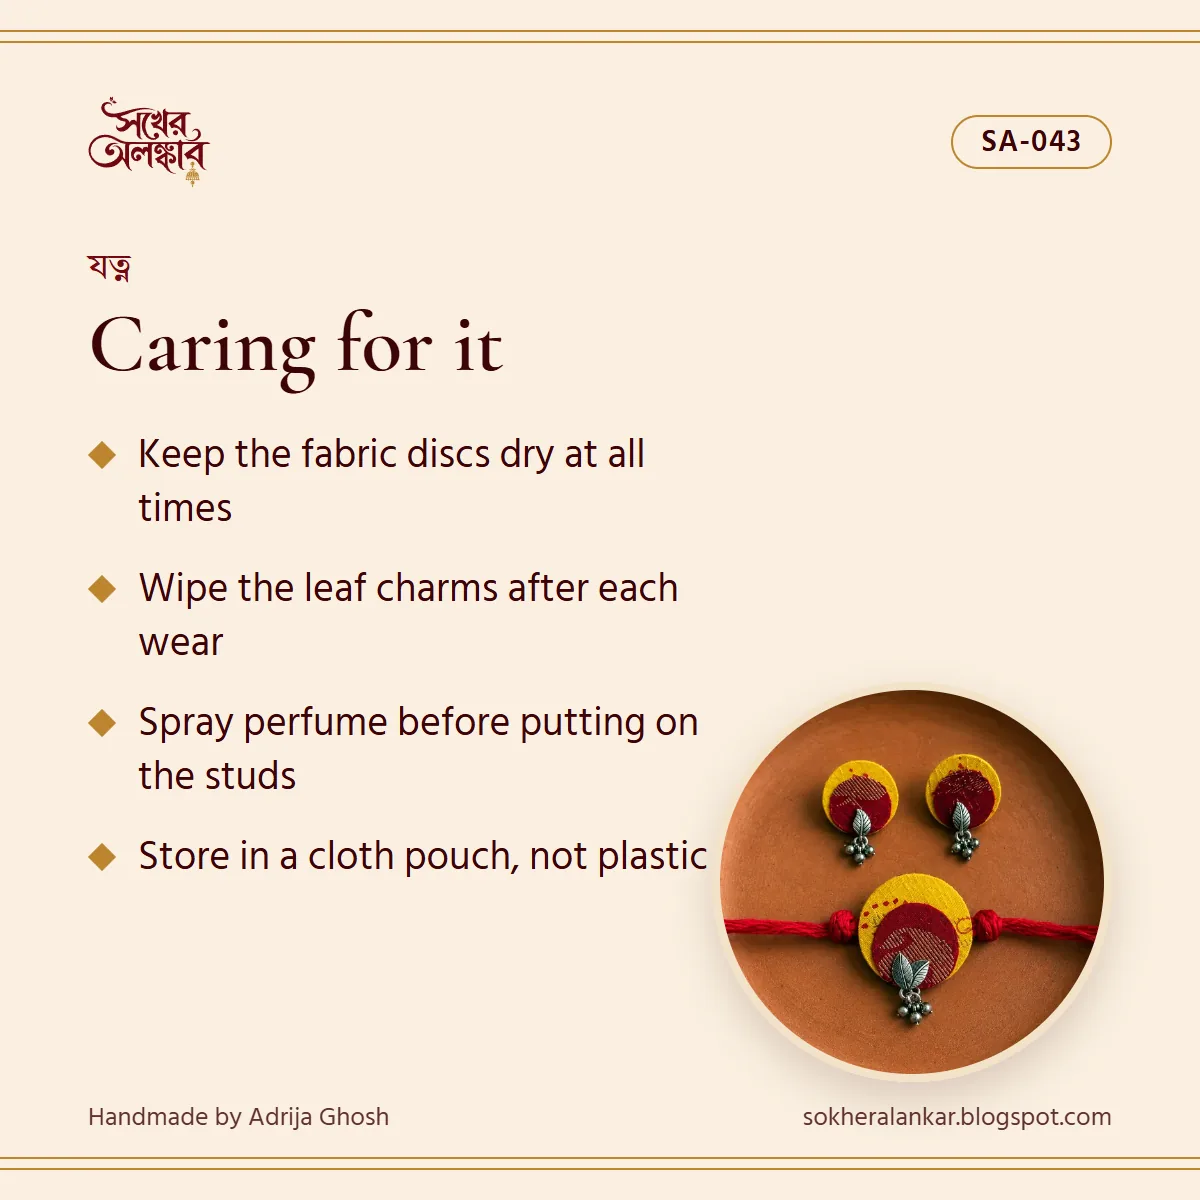 সখের
অলঙ্কার
SA-043
যত্ন
Caring for it
Keep the fabric discs dry at all
times
Wipe the leaf charms after each
wear
Spray perfume before putting on
the studs
Store in a cloth pouch, not plastic
Handmade by Adrija Ghosh
sokheralankar.blogspot.com